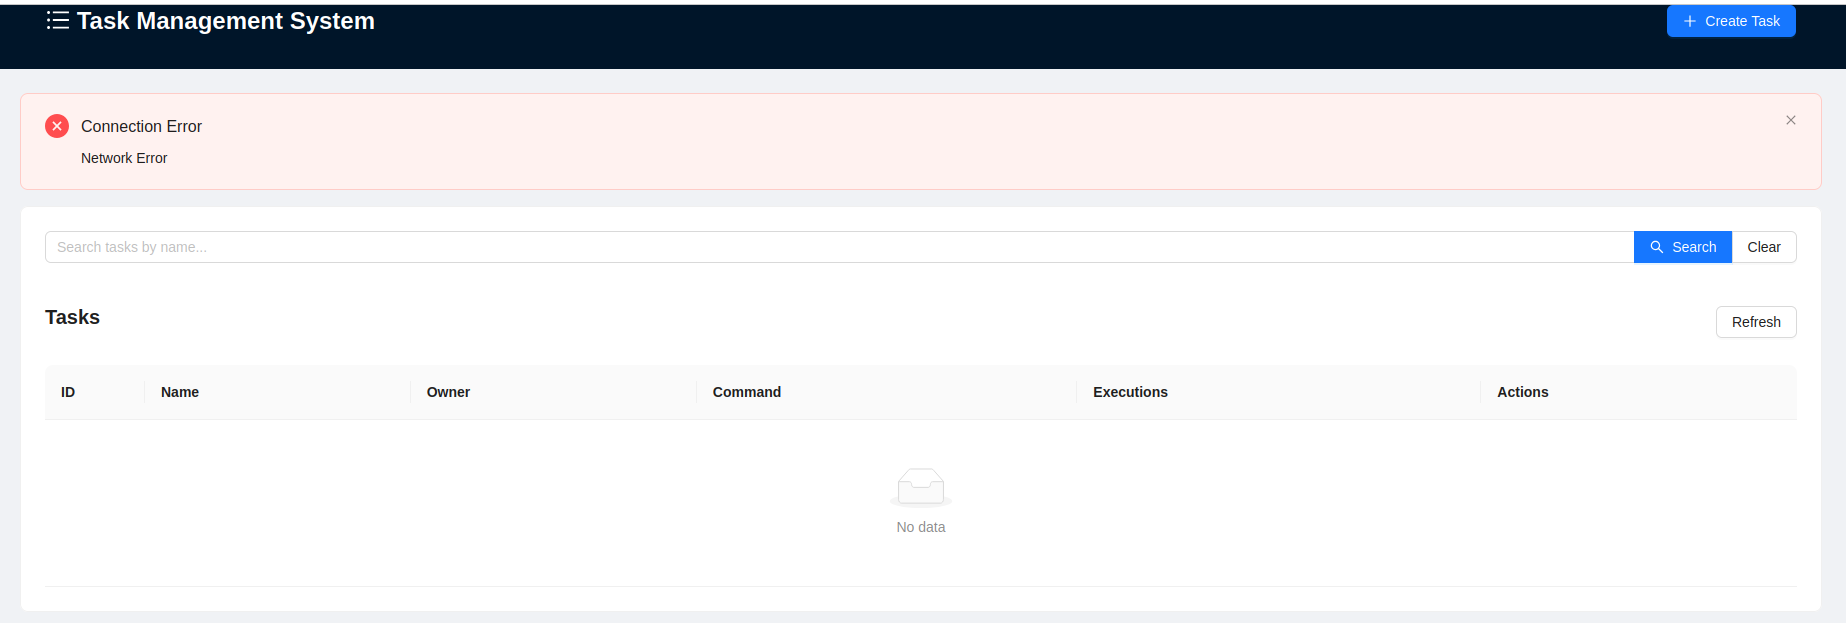 Task Management System
Create Task
Connection Error
Network Error
Search tasks by name...
Search
Clear
Tasks
Refresh
ID Name Owner Command Executions Actions
No data